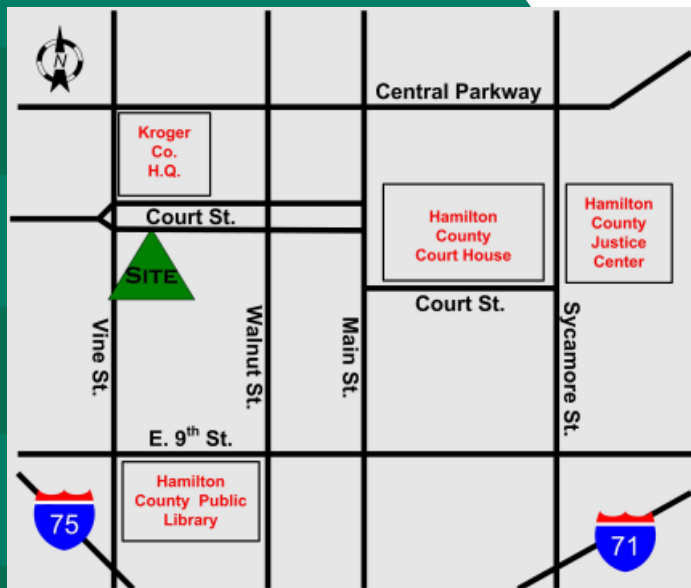 N
Central Parkway
Kroger
Co.
H.Q.
Court St.
Hamilton
County
Court House
Hamilton
County
Justice
Center
SITE
Court St.
Vine St.
Walnut St.
Main St.
Sycamore St.
E. 9th St.
Hamilton
County Public
Library
75
71